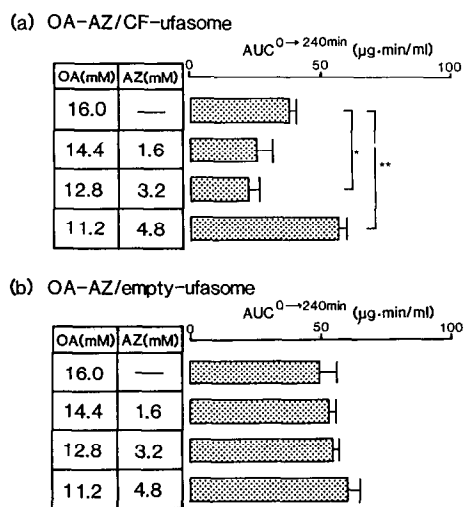 (a) OA-AZ/CF-ufasome
AUC0→240min (μg·min/ml)
OA(mM) AZ(mM) 0 50 100
16.0 —
14.4 1.6
12.8 3.2
11.2 4.8
* **
(b) OA-AZ/empty-ufasome
AUC0→240min (μg·min/ml)
OA(mM) AZ(mM) 0 50 100
16.0 —
14.4 1.6
12.8 3.2
11.2 4.8